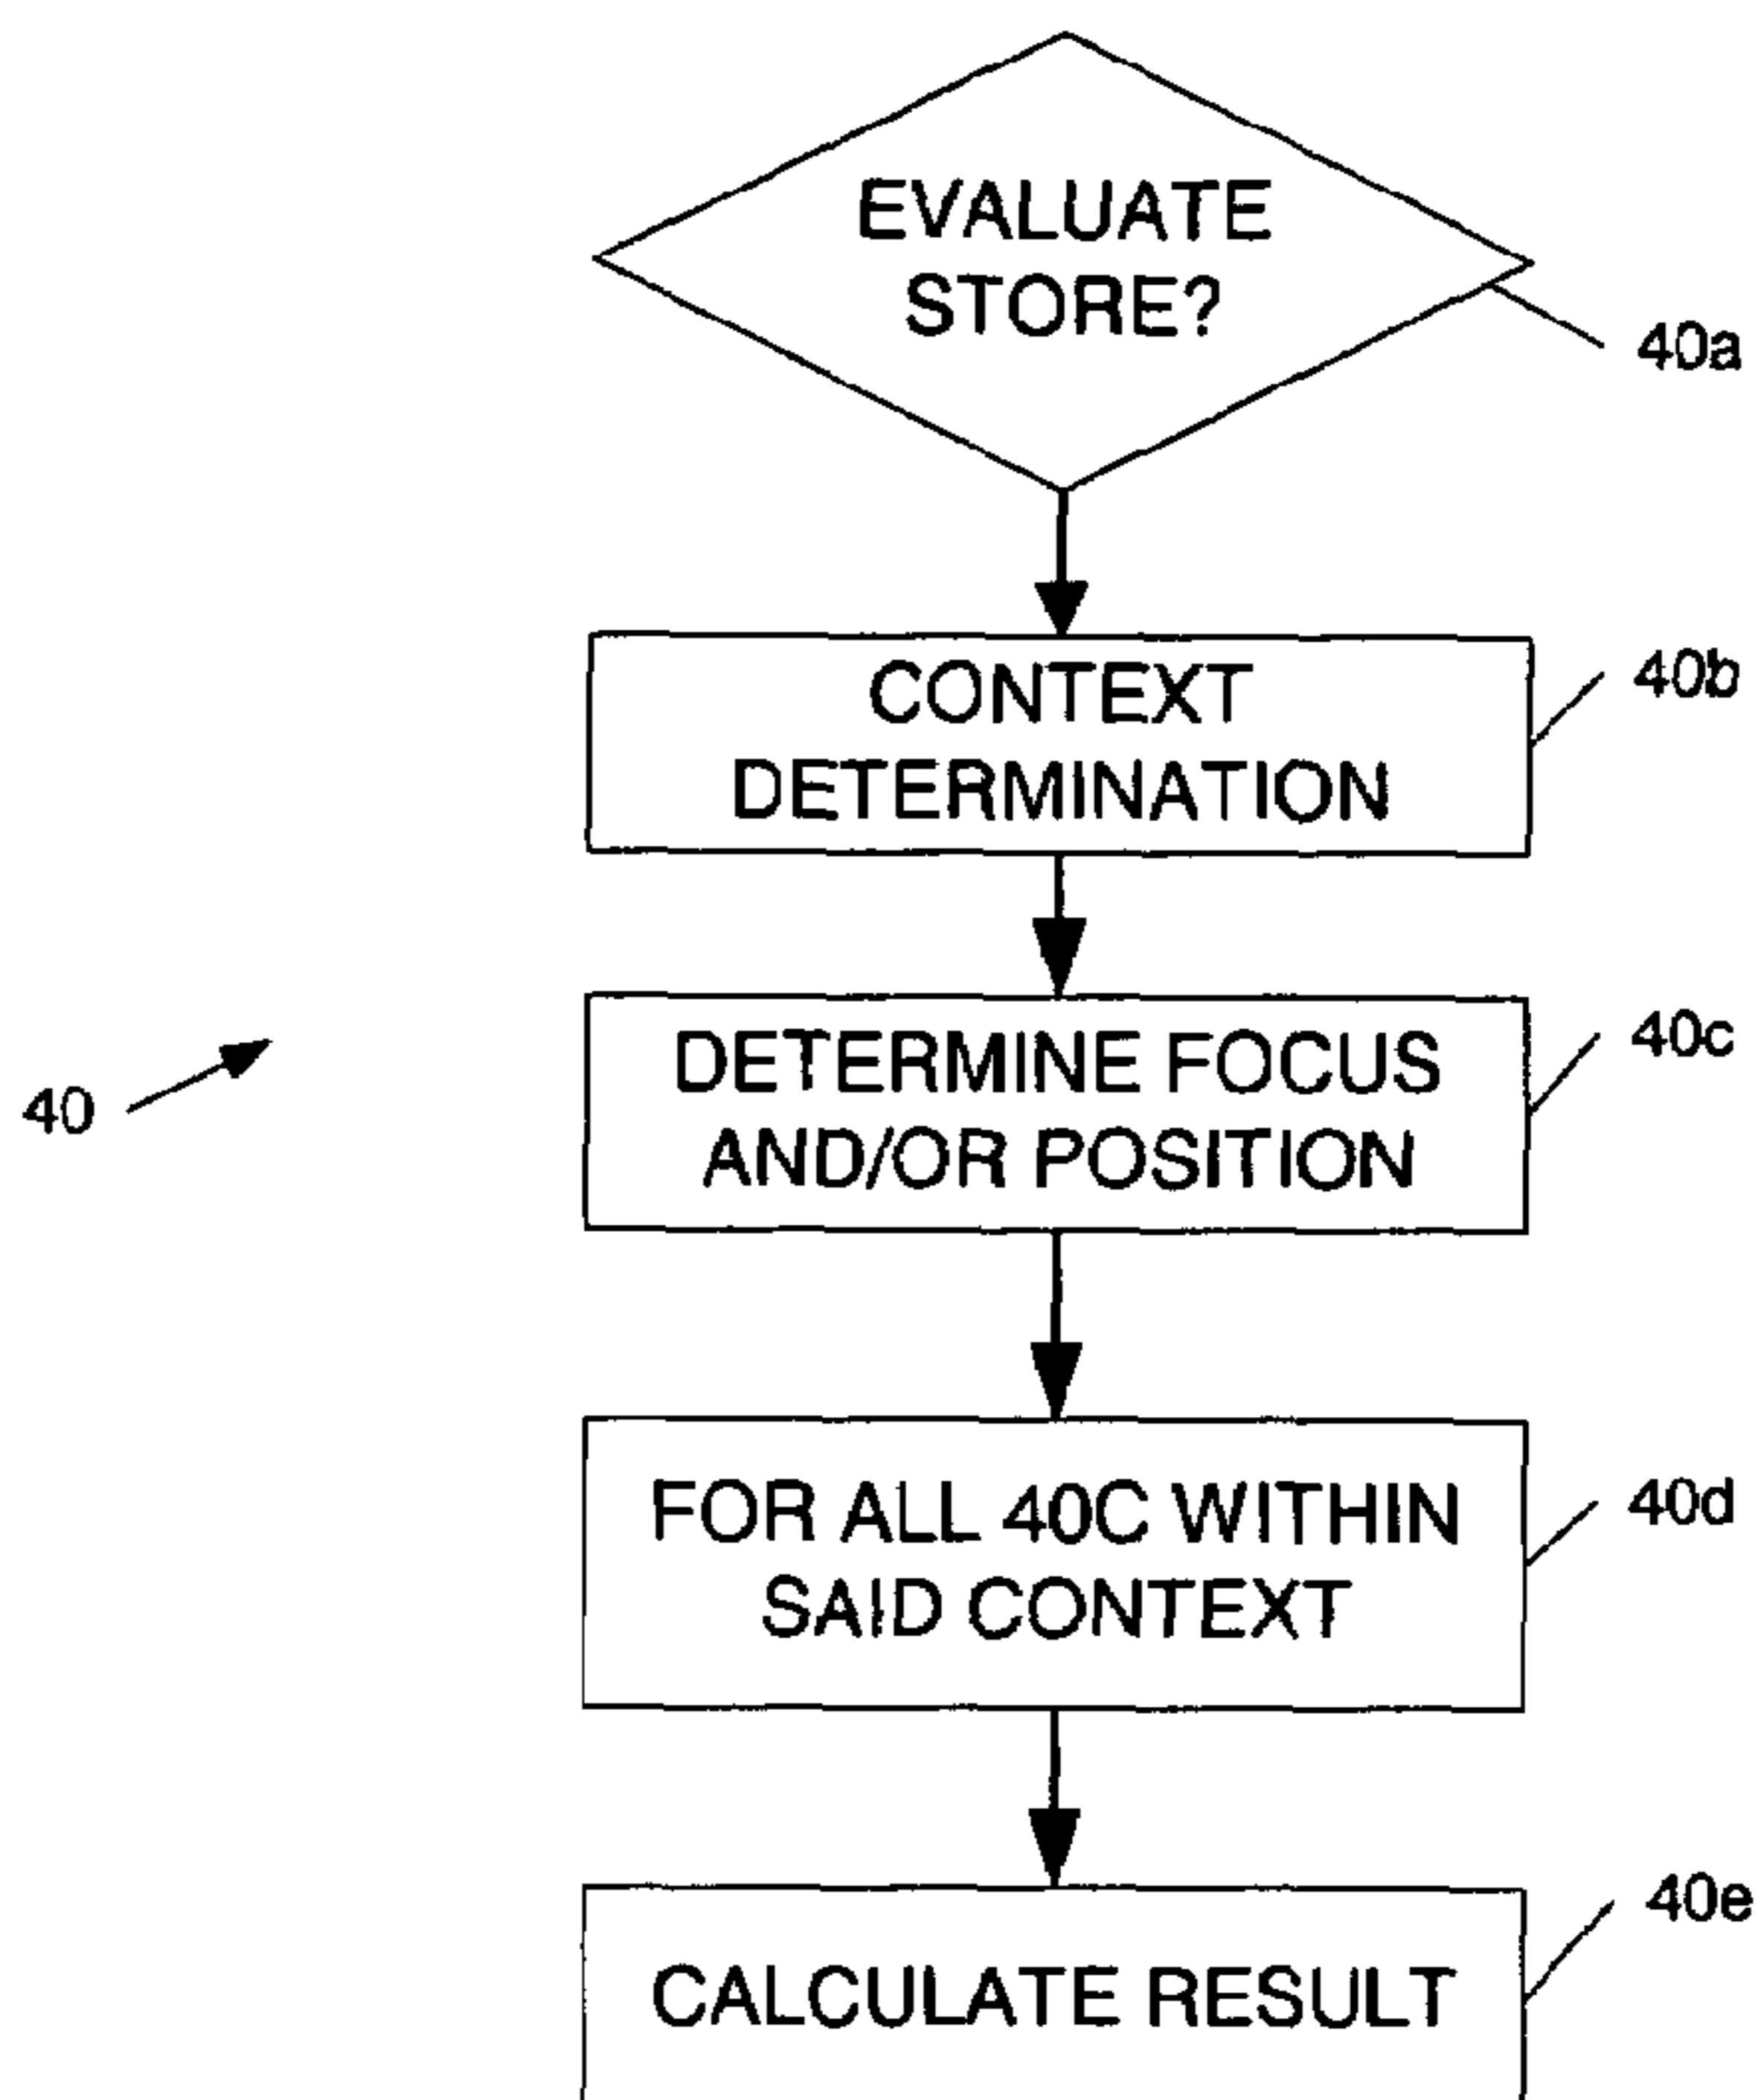 EVALUATE
STORE?
40a
CONTEXT
DETERMINATION
40b
DETERMINE FOCUS
AND/OR POSITION
40c
40
FOR ALL 40C WITHIN
SAID CONTEXT
40d
CALCULATE RESULT
40e